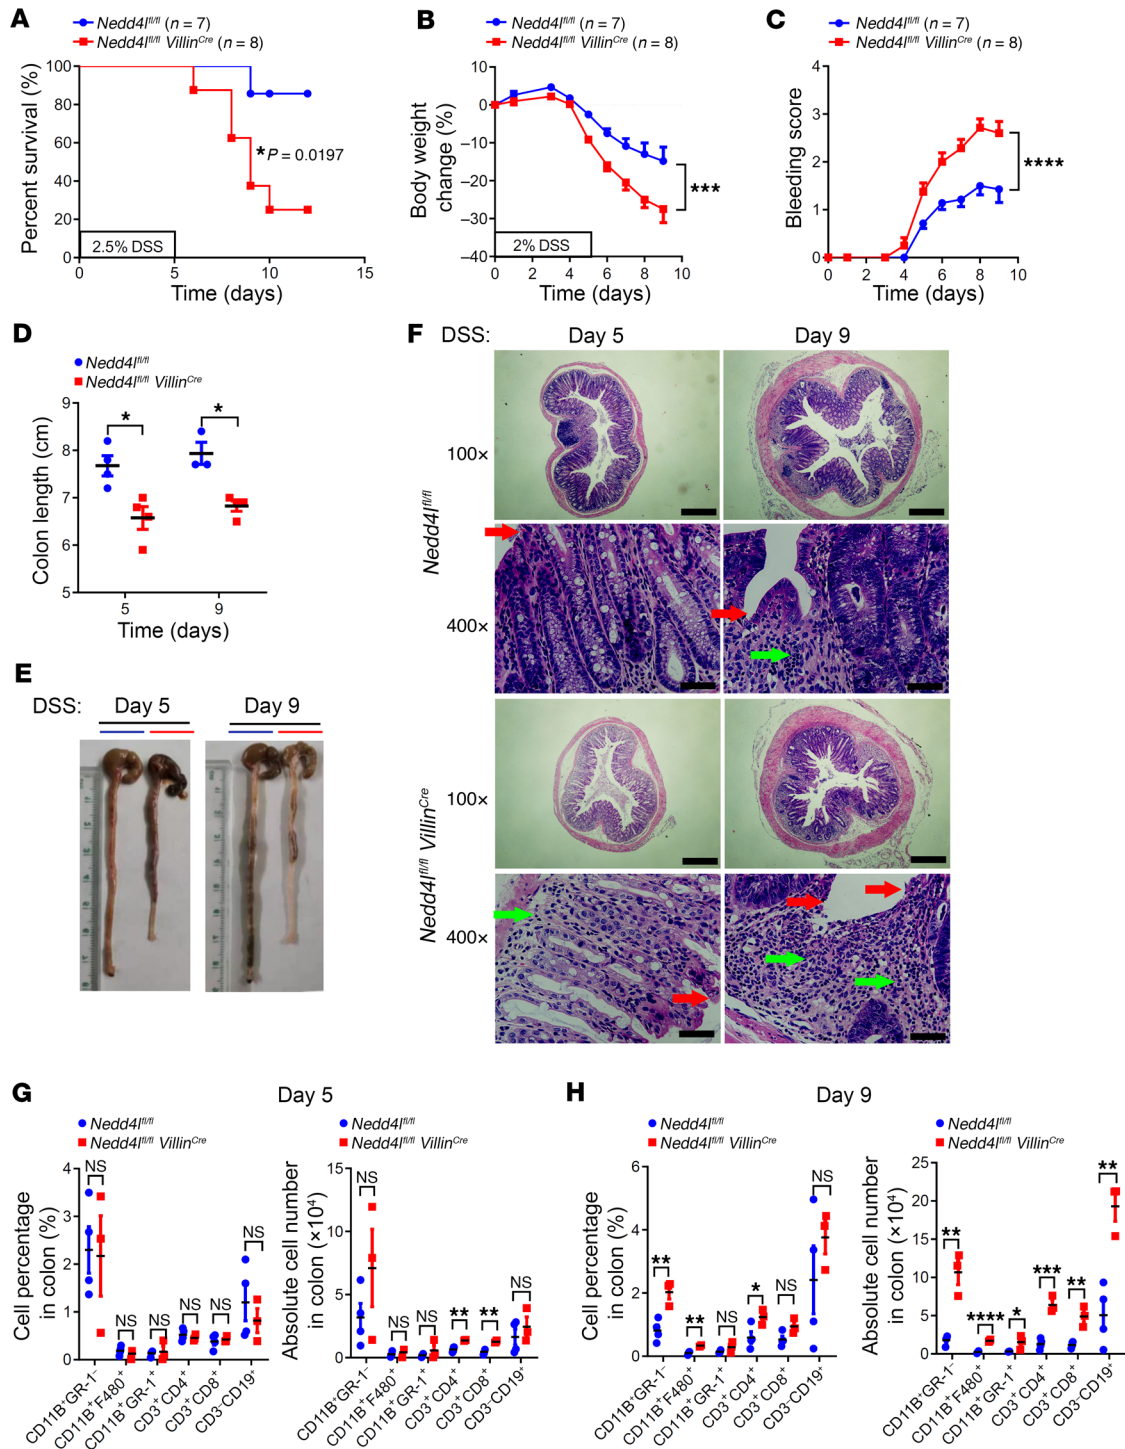 A
Nedd4l^fl/fl (n = 7)
Nedd4l^fl/fl Villin^Cre (n = 8)
Percent survival (%)
100
80
60
40
20
0
*P = 0.0197
2.5% DSS
0 5 10 15
Time (days)
B
Nedd4l^fl/fl (n = 7)
Nedd4l^fl/fl Villin^Cre (n = 8)
Body weight
change (%)
10
0
–10
–20
–30
–40
***
2% DSS
0 2 4 6 8 10
Time (days)
C
Nedd4l^fl/fl (n = 7)
Nedd4l^fl/fl Villin^Cre (n = 8)
Bleeding score
4
3
2
1
0
****
0 2 4 6 8 10
Time (days)
D
Nedd4l^fl/fl
Nedd4l^fl/fl Villin^Cre
Colon length (cm)
9
8
7
6
5
* *
5 9
Time (days)
E
DSS: Day 5 Day 9
F
DSS: Day 5 Day 9
Nedd4l^fl/fl
100×
400×
Nedd4l^fl/fl Villin^Cre
100×
400×
G
Day 5
Nedd4l^fl/fl
Nedd4l^fl/fl Villin^Cre
Cell percentage
in colon (%)
4
3
2
1
0
NS NS NS NS NS NS
CD11B⁺GR-1⁻
CD11B⁺F480⁺
CD11B⁺GR-1⁺
CD3⁺CD4⁺
CD3⁺CD8⁺
CD3⁻CD19⁺
Nedd4l^fl/fl
Nedd4l^fl/fl Villin^Cre
Absolute cell number
in colon (×10⁴)
15
10
5
0
NS NS NS ** ** NS
CD11B⁺GR-1⁻
CD11B⁺F480⁺
CD11B⁺GR-1⁺
CD3⁺CD4⁺
CD3⁺CD8⁺
CD3⁻CD19⁺
H
Day 9
Nedd4l^fl/fl
Nedd4l^fl/fl Villin^Cre
Cell percentage
in colon (%)
6
4
2
0
** ** NS * NS NS
CD11B⁺GR-1⁻
CD11B⁺F480⁺
CD11B⁺GR-1⁺
CD3⁺CD4⁺
CD3⁺CD8⁺
CD3⁻CD19⁺
Nedd4l^fl/fl
Nedd4l^fl/fl Villin^Cre
Absolute cell number
in colon (×10⁴)
25
20
15
10
5
0
** **** * *** ** **
CD11B⁺GR-1⁻
CD11B⁺F480⁺
CD11B⁺GR-1⁺
CD3⁺CD4⁺
CD3⁺CD8⁺
CD3⁻CD19⁺